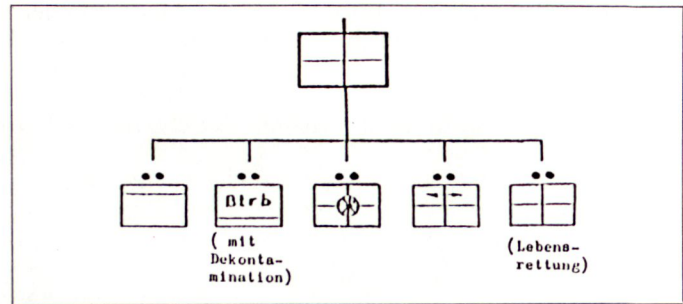 Btrb
( mit
Dekonta-
mination)
(Lebens-
rettung)